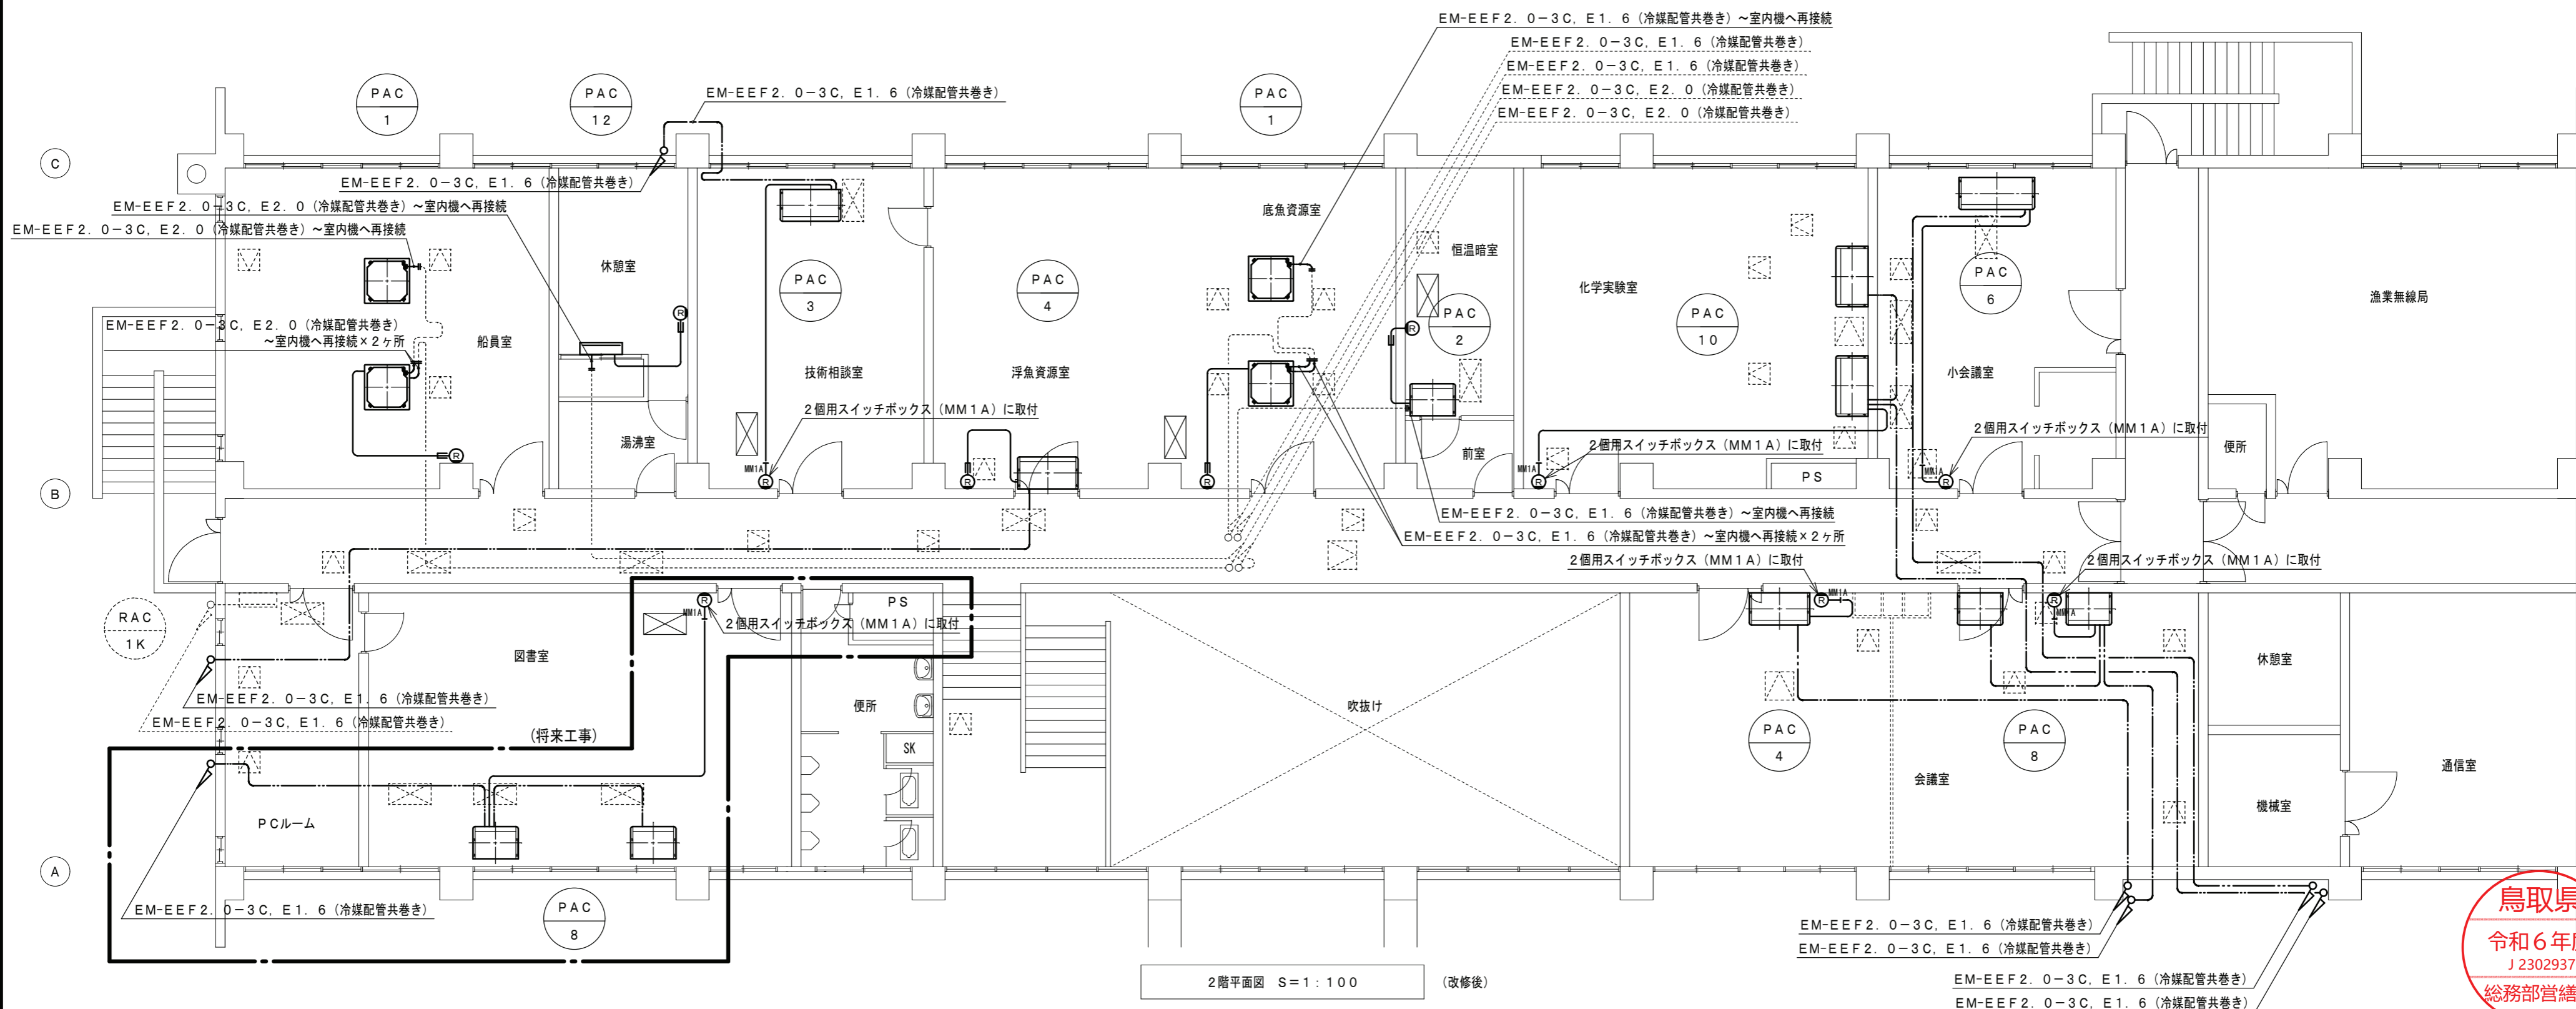 EM-EEF2.0-3C, E1.6 (冷媒配管共巻き) ～室内機へ再接続
EM-EEF2.0-3C, E1.6 (冷媒配管共巻き)
EM-EEF2.0-3C, E1.6 (冷媒配管共巻き)
EM-EEF2.0-3C, E2.0 (冷媒配管共巻き)
EM-EEF2.0-3C, E2.0 (冷媒配管共巻き)
PAC
1
PAC
12
EM-EEF2.0-3C, E1.6 (冷媒配管共巻き)
PAC
1
C
EM-EEF2.0-3C, E1.6 (冷媒配管共巻き)
EM-EEF2.0-3C, E2.0 (冷媒配管共巻き) ～室内機へ再接続
EM-EEF2.0-3C, E2.0 (冷媒配管共巻き) ～室内機へ再接続
底魚資源室
恒温暗室
休憩室
PAC
3
PAC
4
化学実験室
PAC
6
漁業無線局
R
PAC
2
PAC
10
EM-EEF2.0-3C, E2.0 (冷媒配管共巻き)
～室内機へ再接続×2ヶ所
船員室
R
技術相談室
浮魚資源室
小会議室
2個用スイッチボックス (MM1A) に取付
2個用スイッチボックス (MM1A) に取付
湯沸室
2個用スイッチボックス (MM1A) に取付
便所
前室
R
MM1A
R
R
R
MM1A
R
PS
MM1A
R
B
EM-EEF2.0-3C, E1.6 (冷媒配管共巻き) ～室内機へ再接続
EM-EEF2.0-3C, E1.6 (冷媒配管共巻き) ～室内機へ再接続×2ヶ所
2個用スイッチボックス (MM1A) に取付
2個用スイッチボックス (MM1A) に取付
RAC
1K
R
MM1A
PS
2個用スイッチボックス (MM1A) に取付
R
MM1A
R
MM1A
図書室
休憩室
EM-EEF2.0-3C, E1.6 (冷媒配管共巻き)
EM-EEF2.0-3C, E1.6 (冷媒配管共巻き)
便所
吹抜け
(将来工事)
SK
PAC
4
PAC
8
会議室
通信室
機械室
PCルーム
A
EM-EEF2.0-3C, E1.6 (冷媒配管共巻き)
PAC
8
EM-EEF2.0-3C, E1.6 (冷媒配管共巻き)
EM-EEF2.0-3C, E1.6 (冷媒配管共巻き)
EM-EEF2.0-3C, E1.6 (冷媒配管共巻き)
EM-EEF2.0-3C, E1.6 (冷媒配管共巻き)
2階平面図 S=1:100
(改修後)
鳥取県
令和6年
J 2302937
総務部営繕